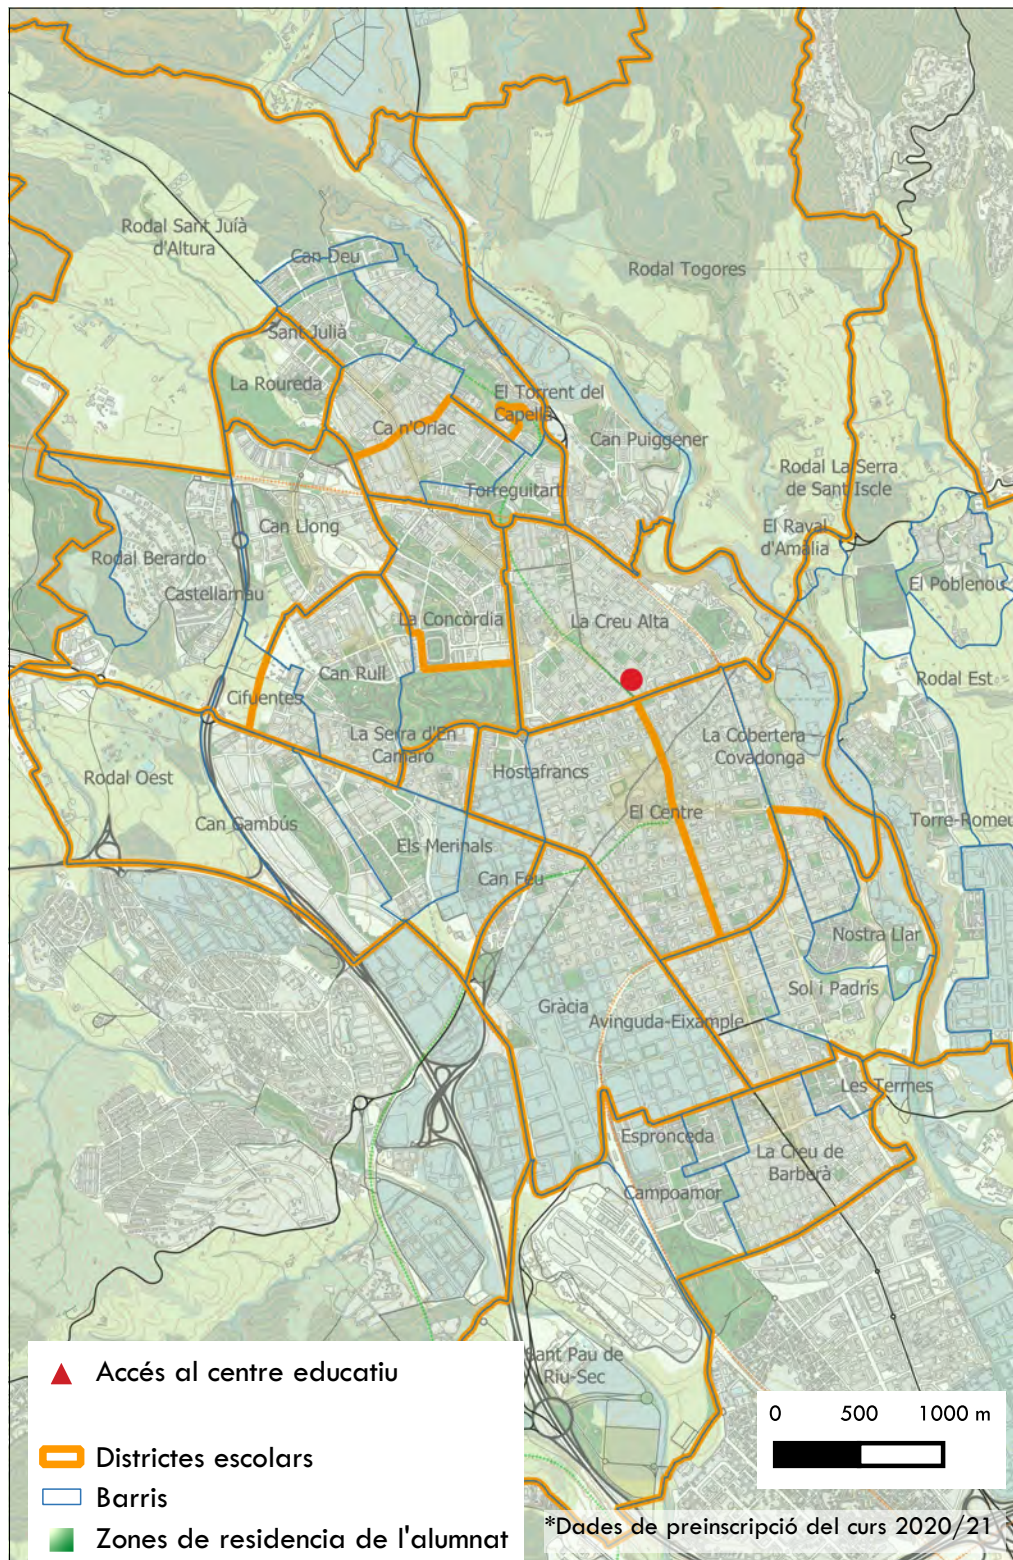 Rodal Sant Juíà
d'Altura
Can Deu
Rodal Togores
Sant Julià
La Roureda
El Torrent del
Capella
Ca n'Oriac
Can Puiggener
Rodal La Serra
de Sant Iscle
Torreguitart
Can Llong
El Raval
d'Amàlia
Rodal Berardo
El Poblenou
Castellarnau
La Concòrdia
La Creu Alta
Can Rull
Rodal Est
Cifuentes
La Serra d'En
Camaró
La Cobertera
Covadonga
Rodal Oest
Hostafrancs
El Centre
Can Gambús
Torre-Romeu
Els Merinals
Can Feu
Nostra Llar
Sol i Padrís
Gràcia
Avinguda-Eixample
Les Termes
Espronceda
La Creu de
Barberà
Campoamor
Sant Pau de
Riu-Sec
Accés al centre educatiu
Districtes escolars
Barris
Zones de residencia de l'alumnat
0 500 1000 m
*Dades de preinscripció del curs 2020/21